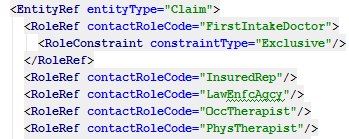 <EntityRef entityType="Claim">
<RoleRef contactRoleCode="FirstIntakeDoctor">
<RoleConstraint constraintType="Exclusive"/>
</RoleRef>
<RoleRef contactRoleCode="InsuredRep"/>
<RoleRef contactRoleCode="LawEnfcAgcy"/>
<RoleRef contactRoleCode="OccTherapist"/>
<RoleRef contactRoleCode="PhysTherapist"/>